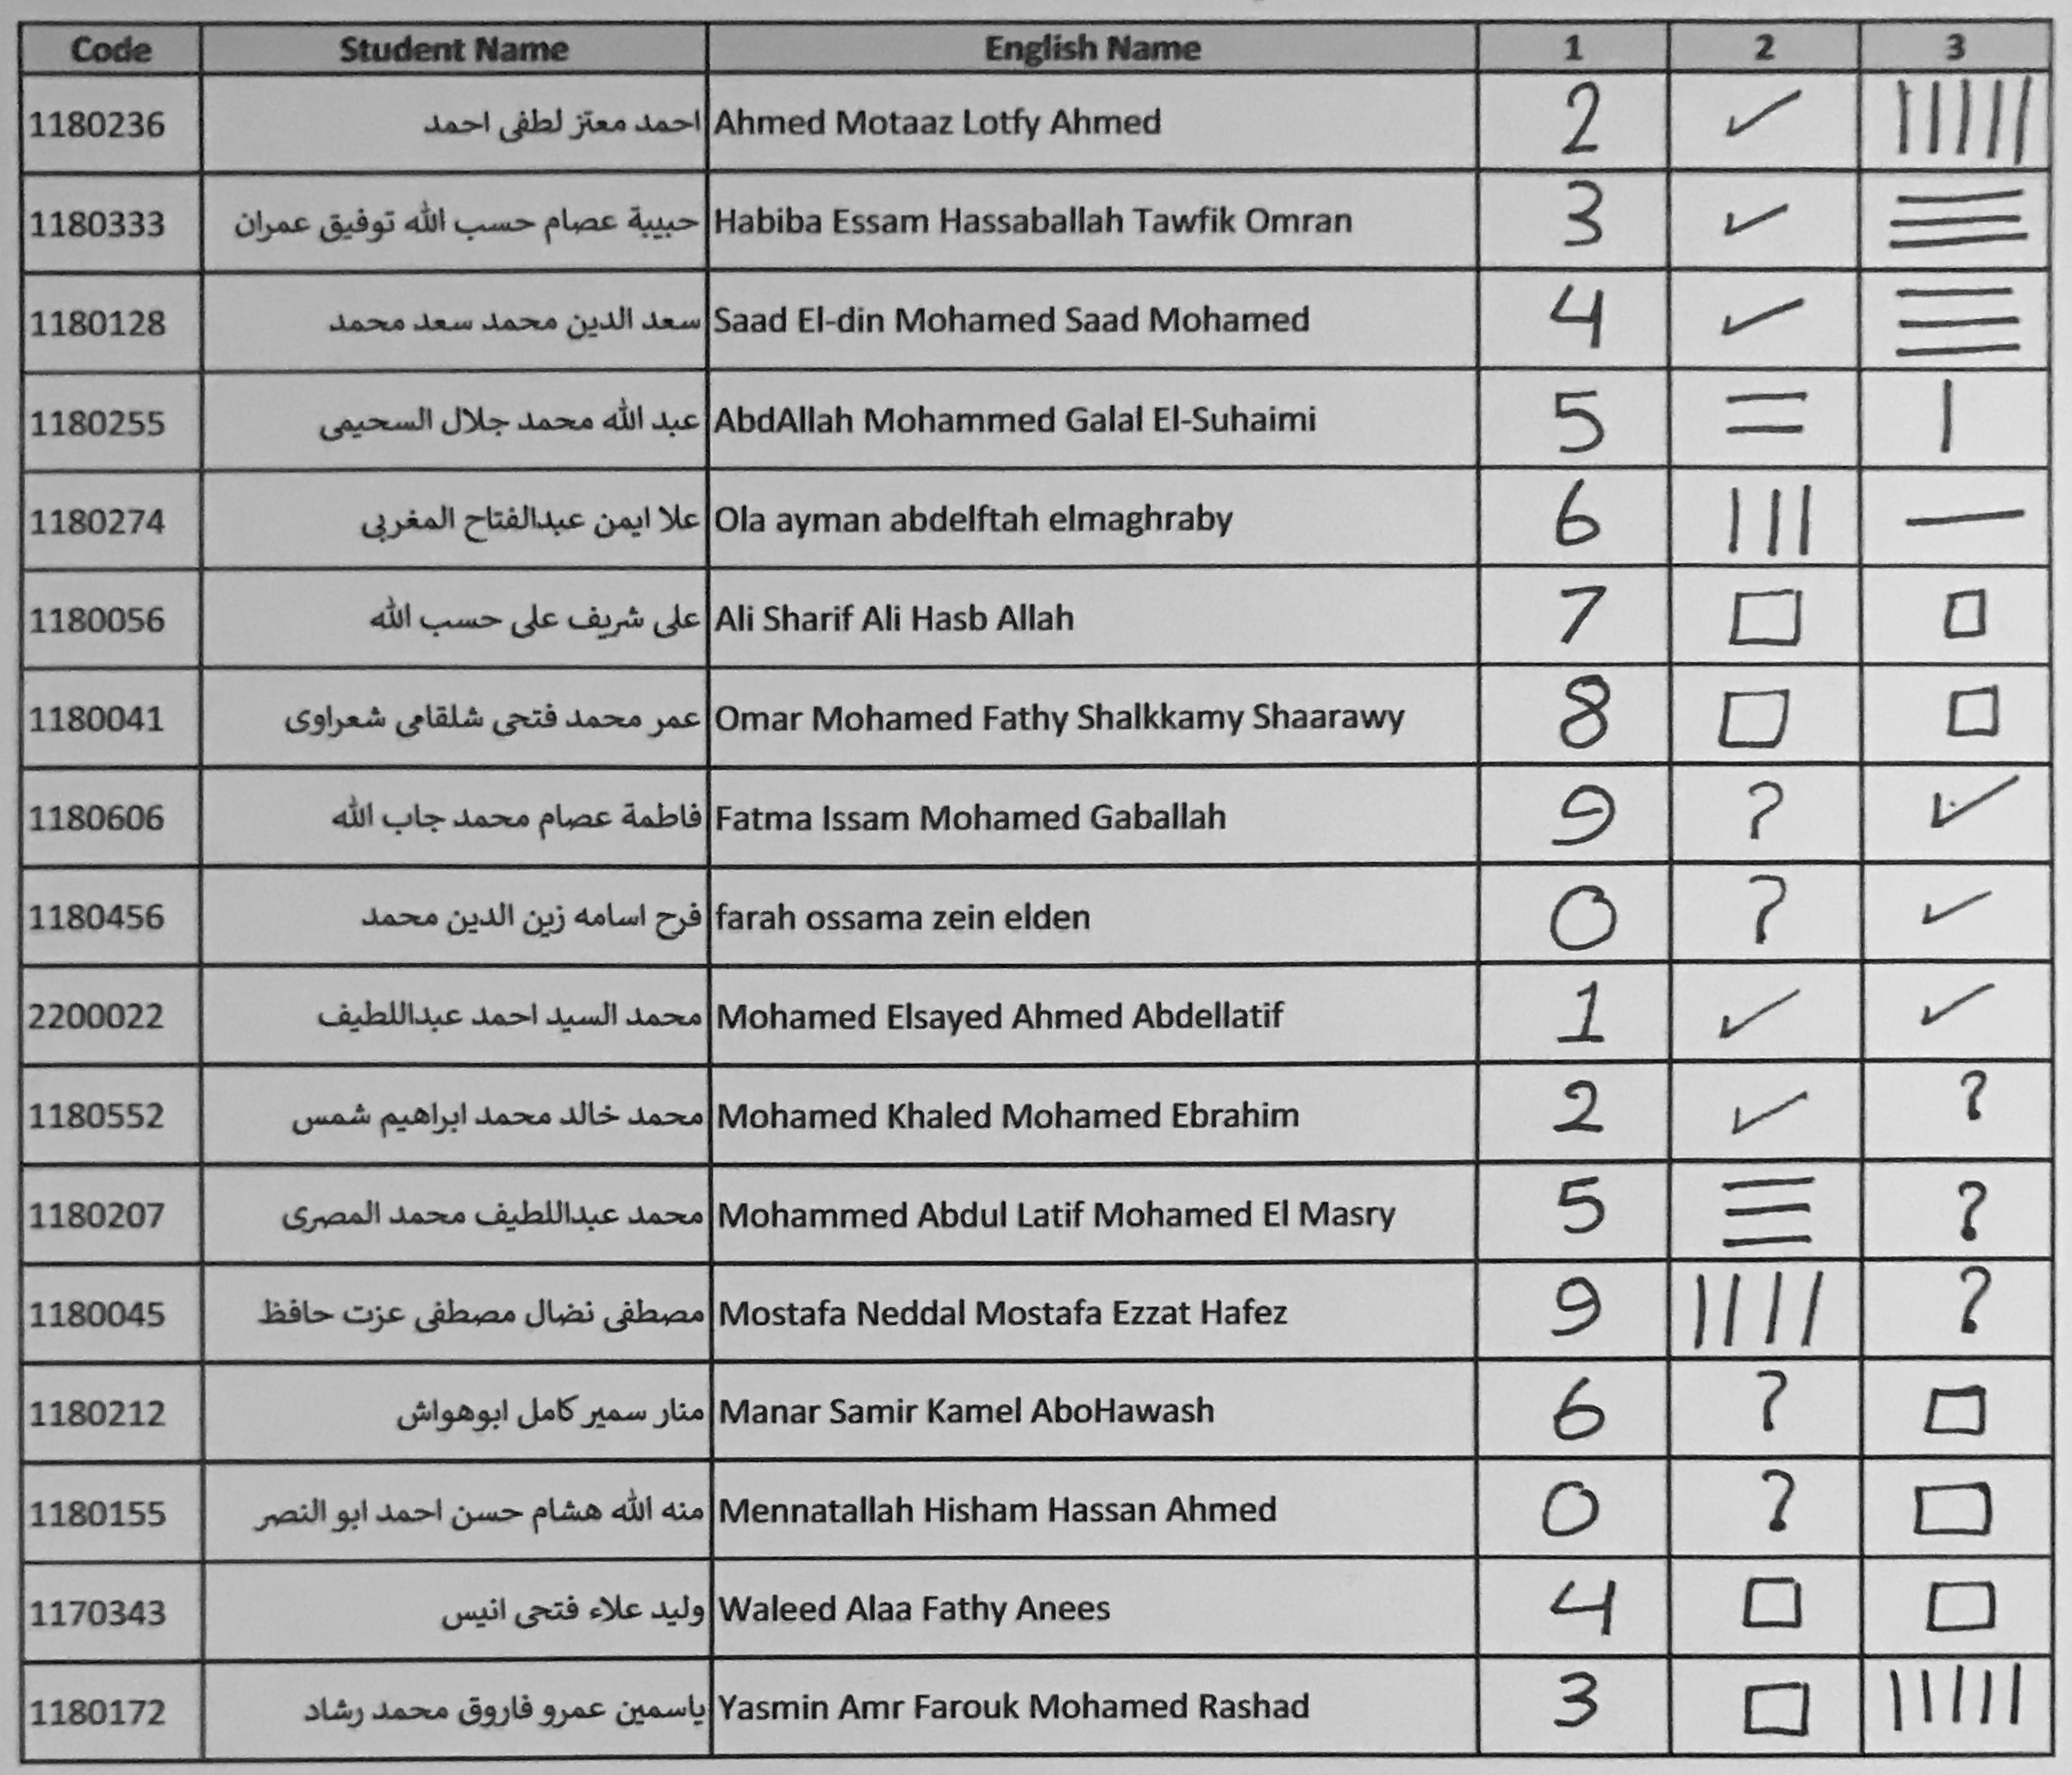 Code Student Name English Name 1 2 3
1180236 احمد معتز لطفى احمد Ahmed Motaaz Lotfy Ahmed 2 ✓ |||||
1180333 حبيبة عصام حسب الله توفيق عمران Habiba Essam Hassaballah Tawfik Omran 3 ✓ ☰
1180128 سعد الدين محمد سعد محمد Saad El-din Mohamed Saad Mohamed 4 ✓ ☰
1180255 عبد الله محمد جلال السحيمى AbdAllah Mohammed Galal El-Suhaimi 5 = |
1180274 علا ايمن عبدالفتاح المغربى Ola ayman abdelftah elmaghraby 6 ||| —
1180056 على شريف على حسب الله Ali Sharif Ali Hasb Allah 7 □ □
1180041 عمر محمد فتحى شلقامى شعراوى Omar Mohamed Fathy Shalkkamy Shaarawy 8 □ □
1180606 فاطمة عصام محمد جاب الله Fatma Issam Mohamed Gaballah 9 ? ✓
1180456 فرح اسامه زين الدين محمد farah ossama zein elden 0 ? ✓
2200022 محمد السيد احمد عبداللطيف Mohamed Elsayed Ahmed Abdellatif 1 ✓ ✓
1180552 محمد خالد محمد ابراهيم شمس Mohamed Khaled Mohamed Ebrahim 2 ✓ ?
1180207 محمد عبداللطيف محمد المصرى Mohammed Abdul Latif Mohamed El Masry 5 ☰ ?
1180045 مصطفى نضال مصطفى عزت حافظ Mostafa Neddal Mostafa Ezzat Hafez 9 |||| ?
1180212 منار سمير كامل ابوهواش Manar Samir Kamel AboHawash 6 ? □
1180155 منه الله هشام حسن احمد ابو النصر Mennatallah Hisham Hassan Ahmed 0 ? □
1170343 وليد علاء فتحى انيس Waleed Alaa Fathy Anees 4 □ □
1180172 ياسمين عمرو فاروق محمد رشاد Yasmin Amr Farouk Mohamed Rashad 3 □ |||||